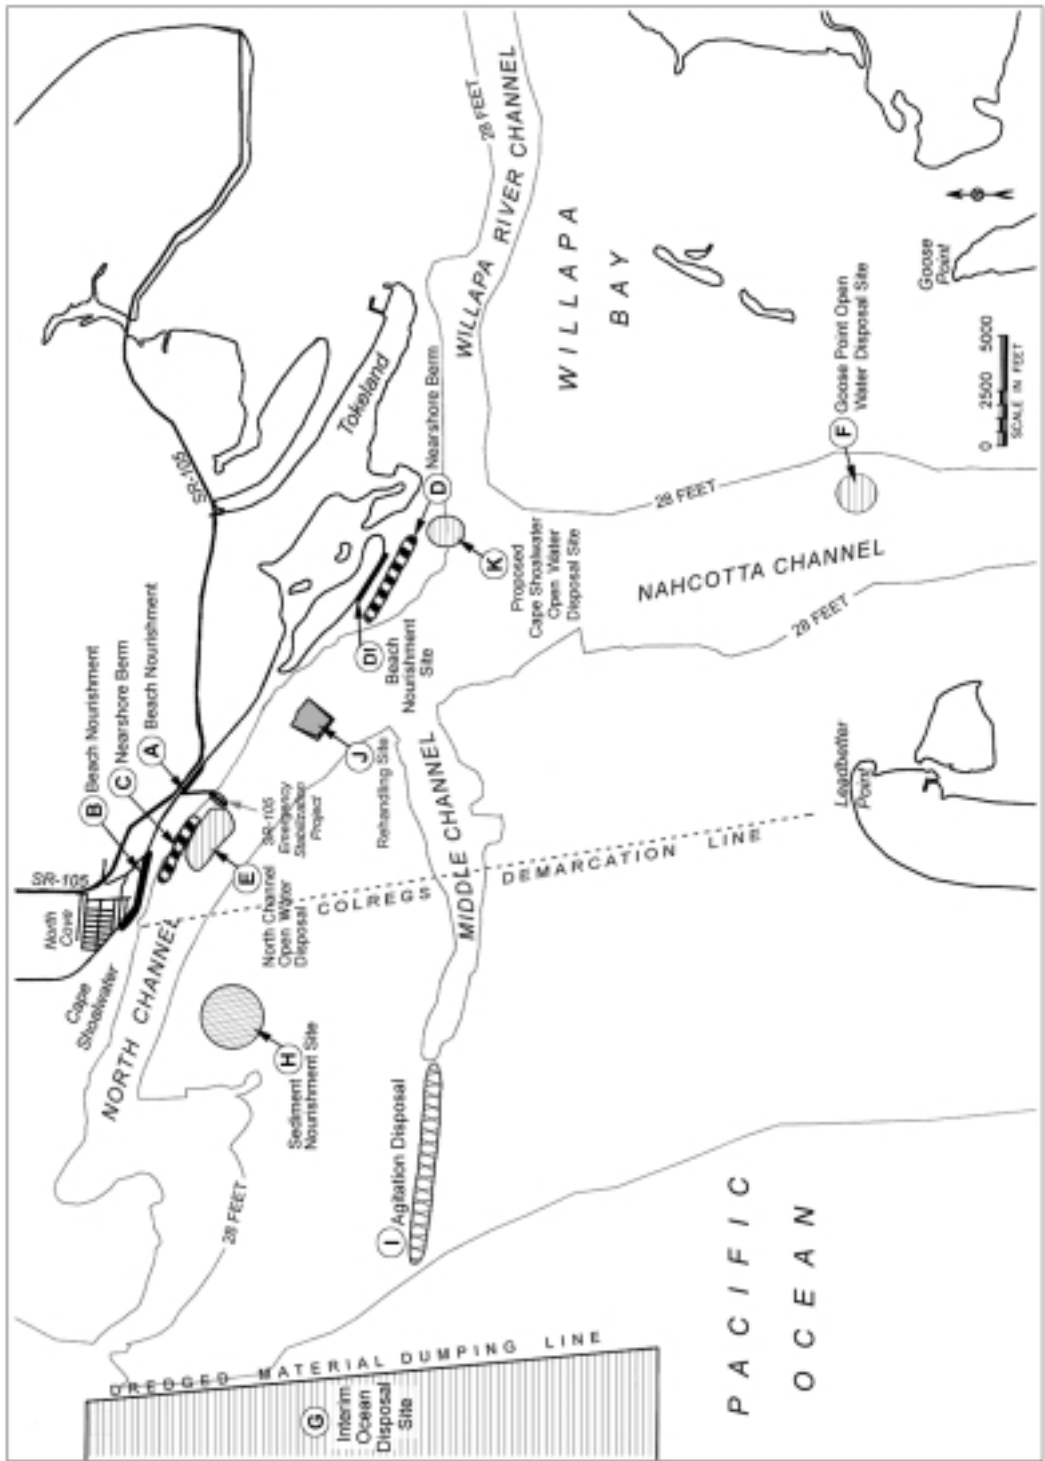 SR-105
North
Cove
Cape
Shoalwater
B Beach Nourishment
C Nearshore Berm
A Beach Nourishment
SR-105
SR-105
Emergency
Stabilization
Project
NORTH CHANNEL
E
North Channel
Open Water
Disposal
H
Sediment
Nourishment Site
J
Rehandling Site
DI
Beach
Nourishment
Site
Tokeland
D Nearshore Berm
K
Proposed
Cape Shoalwater
Open Water
Disposal Site
28 FEET
WILLAPA RIVER CHANNEL
WILLAPA
BAY
28 FEET
I Agitation Disposal
MIDDLE CHANNEL
COLREGS DEMARCATION LINE
NAHCOTTA CHANNEL
28 FEET
28 FEET
F Goose Point Open
Water Disposal Site
Goose
Point
Leadbetter
Point
DREDGED MATERIAL DUMPING LINE
G
Interim
Ocean
Disposal
Site
PACIFIC
OCEAN
0 2500 5000
SCALE IN FEET